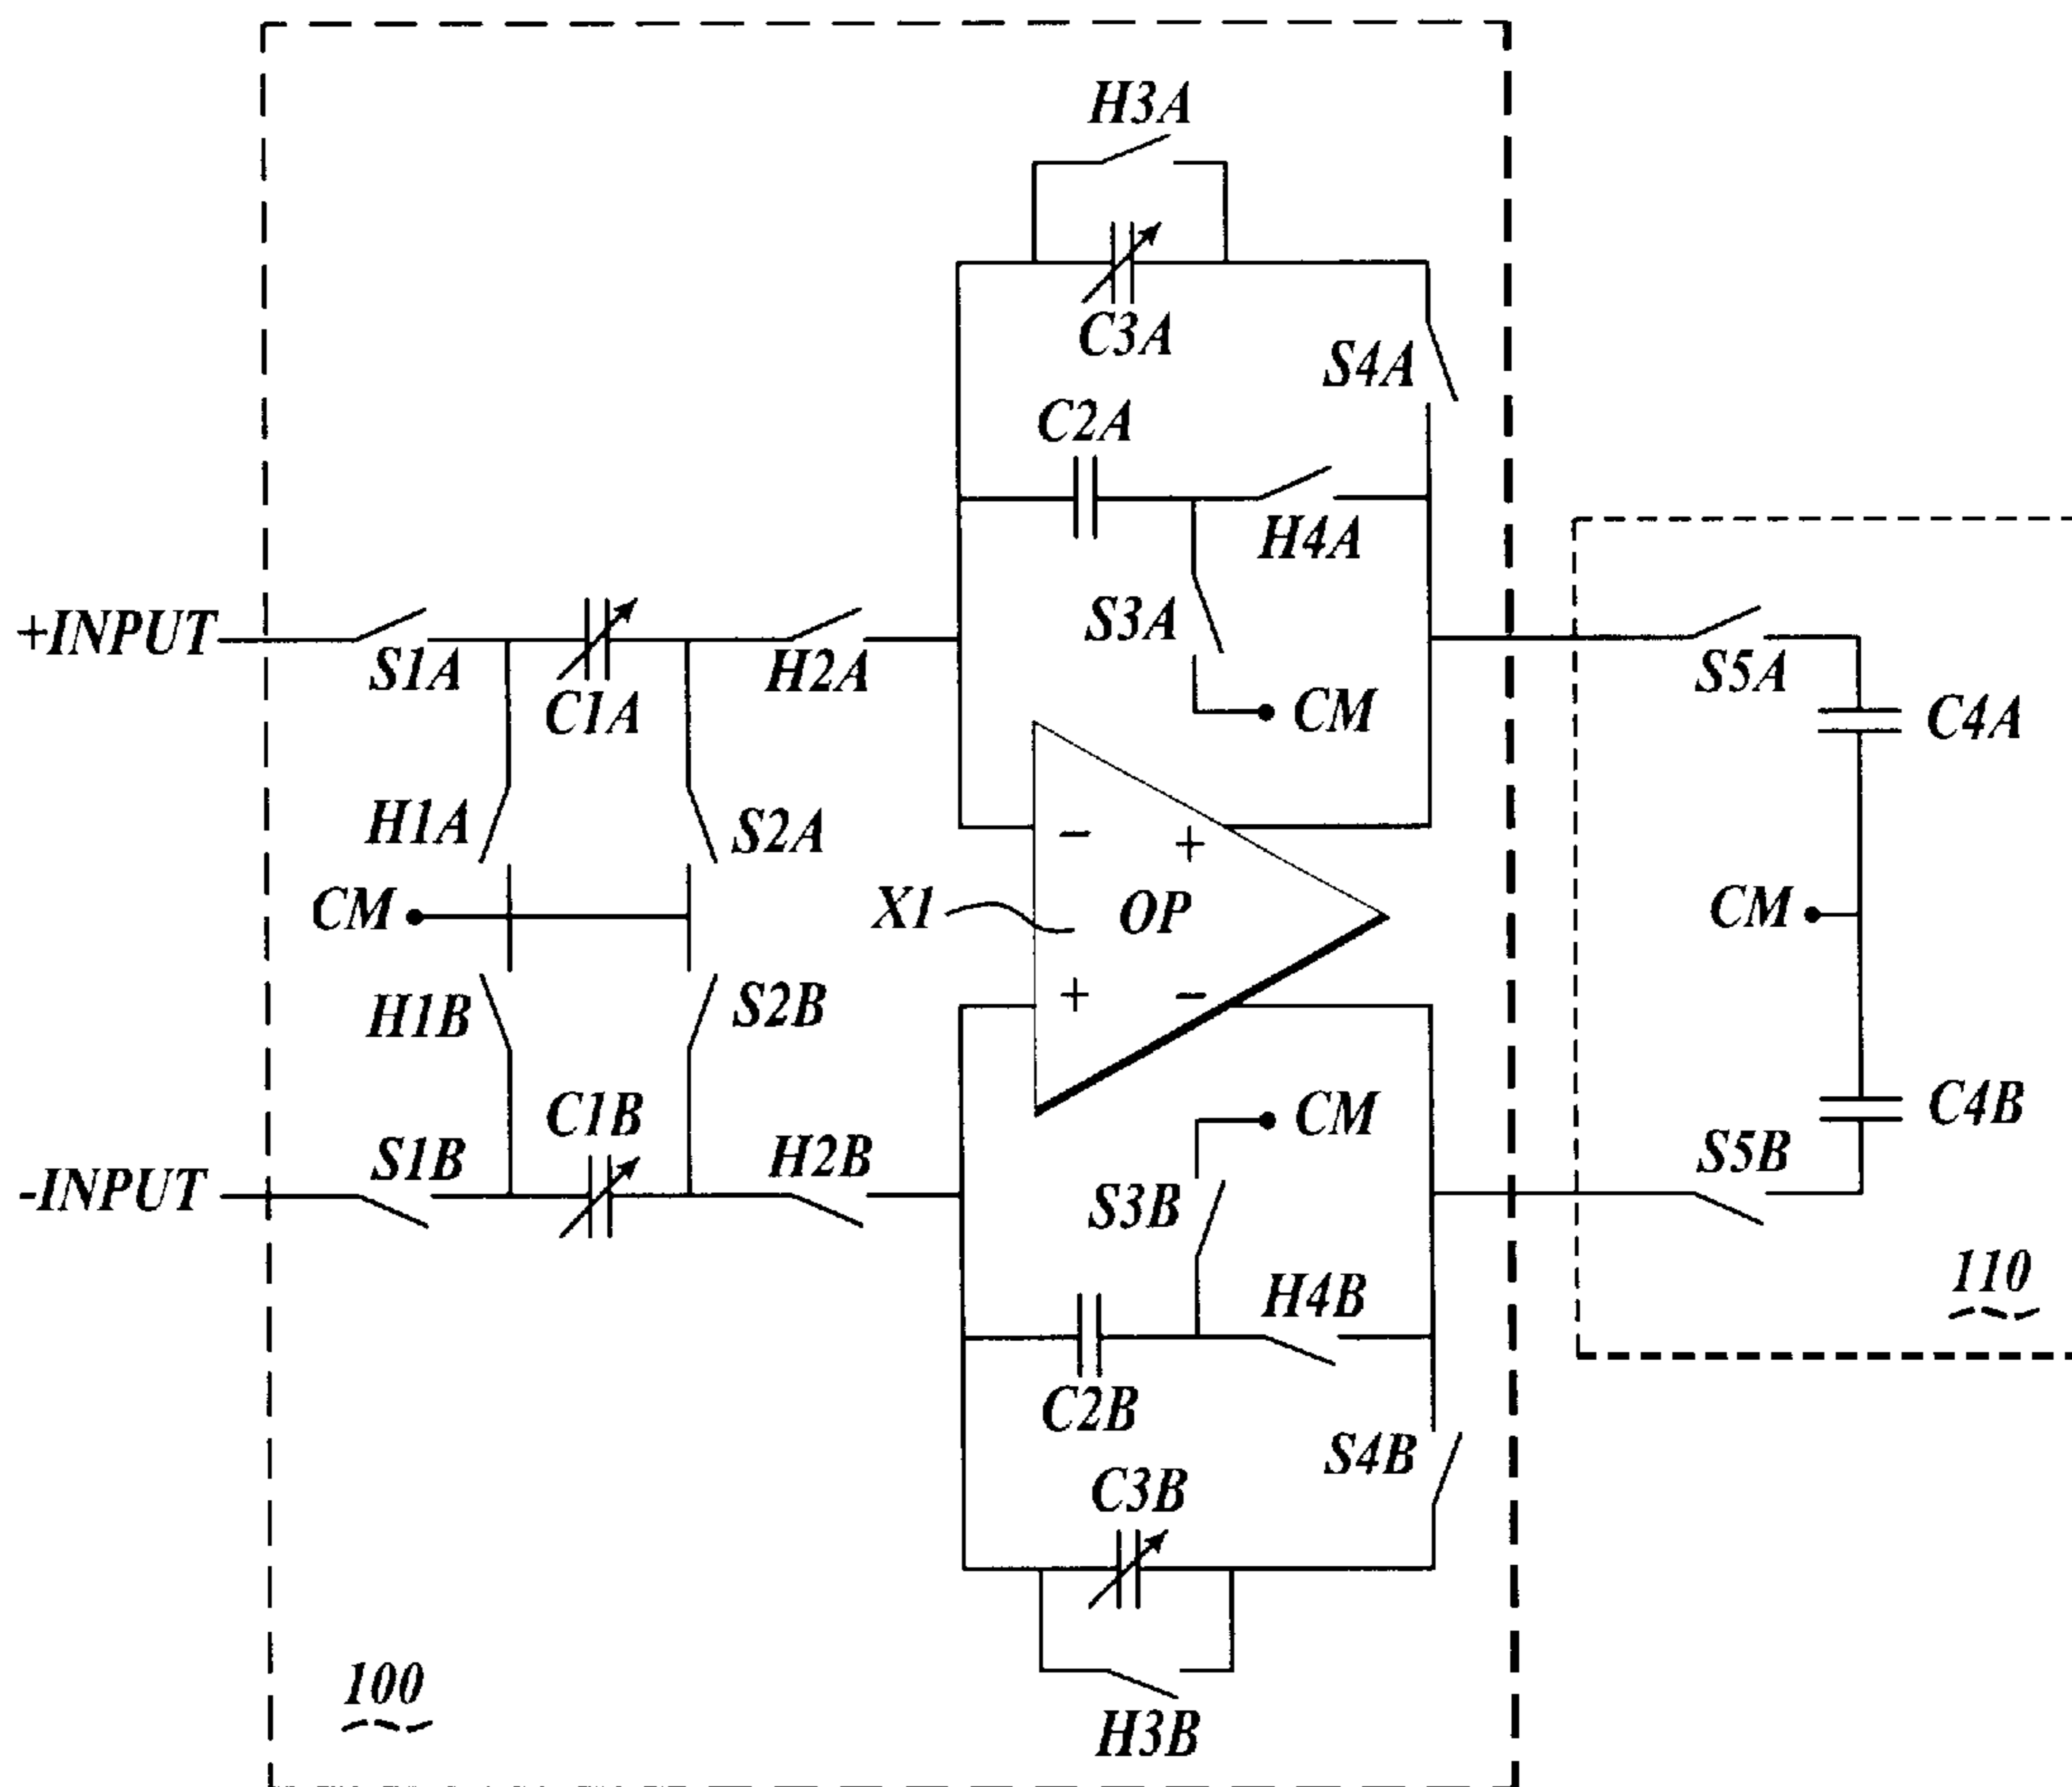 H3A
C3A
S4A
C2A
H4A
S3A
CM
+INPUT
S1A
C1A
H2A
S5A
C4A
H1A
S2A
− +
CM
X1
OP
CM
+ −
H1B
S2B
C1B
CM
C4B
-INPUT
S1B
H2B
S3B
S5B
H4B
110
C2B
S4B
C3B
100
H3B